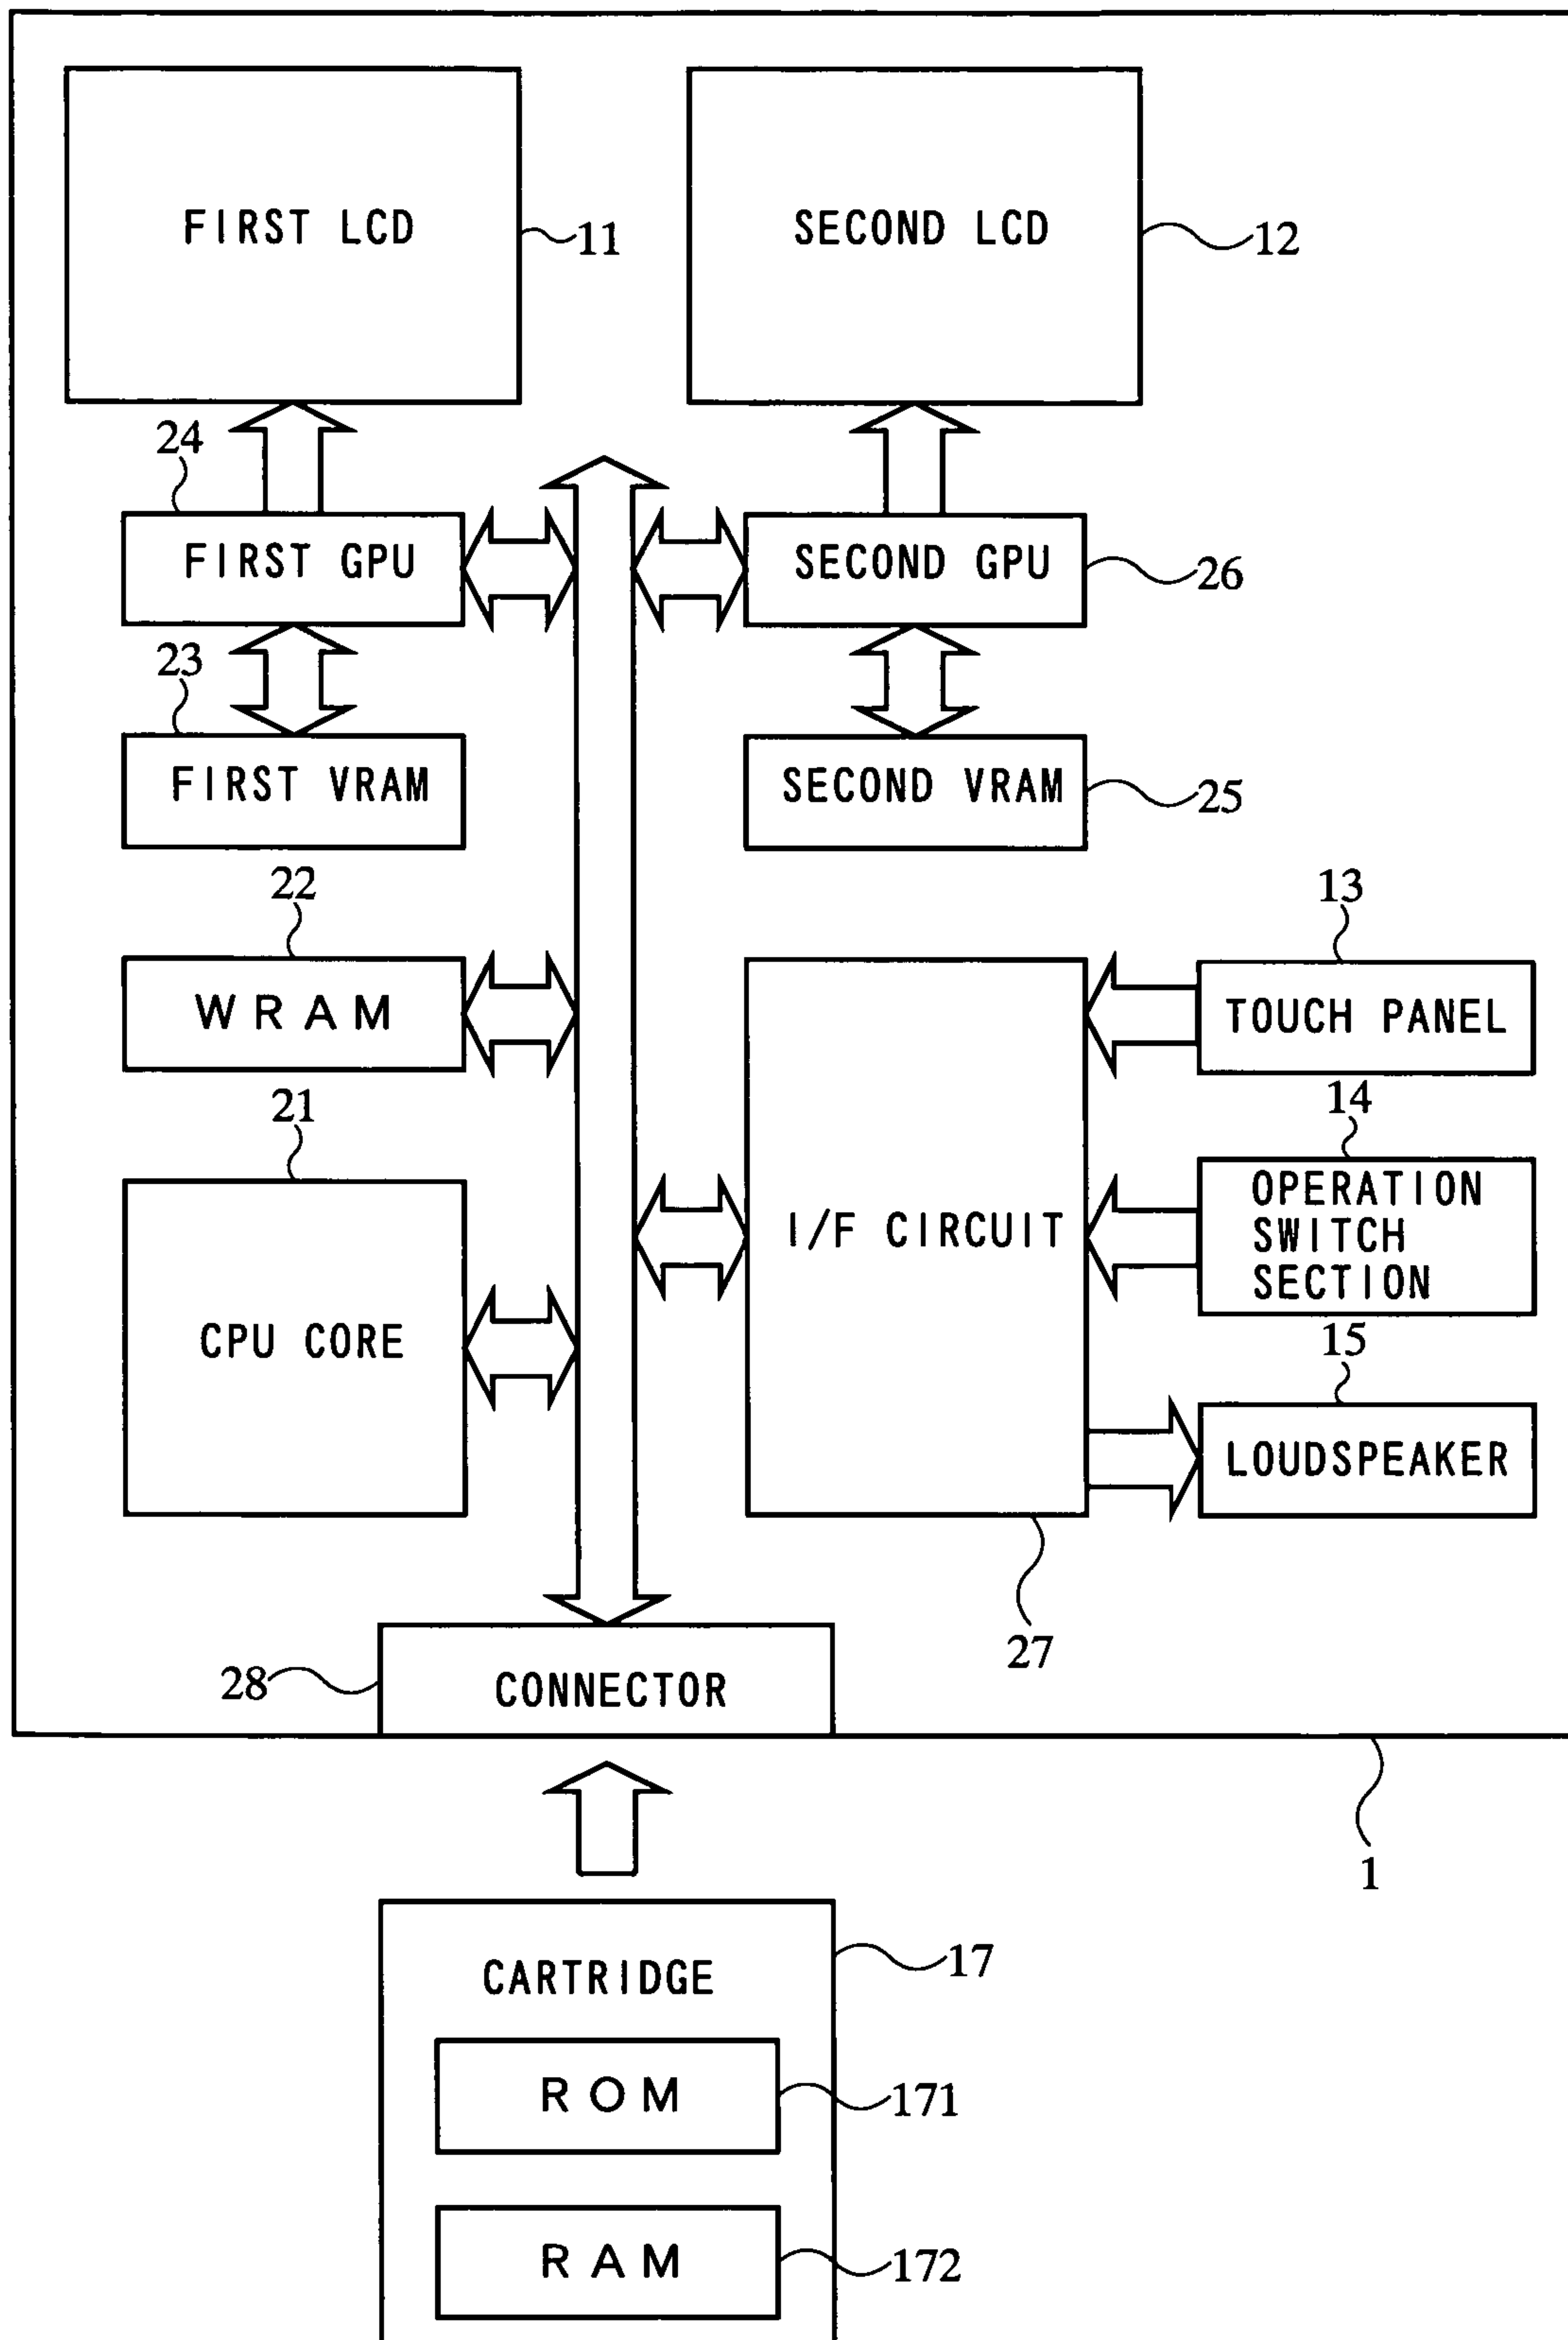 FIRST LCD
11
SECOND LCD
12
24
FIRST GPU
SECOND GPU
26
23
FIRST VRAM
SECOND VRAM
25
22
WRAM
13
TOUCH PANEL
21
CPU CORE
I/F CIRCUIT
14
OPERATION
SWITCH
SECTION
15
LOUDSPEAKER
27
28
CONNECTOR
1
CARTRIDGE
17
ROM
171
RAM
172